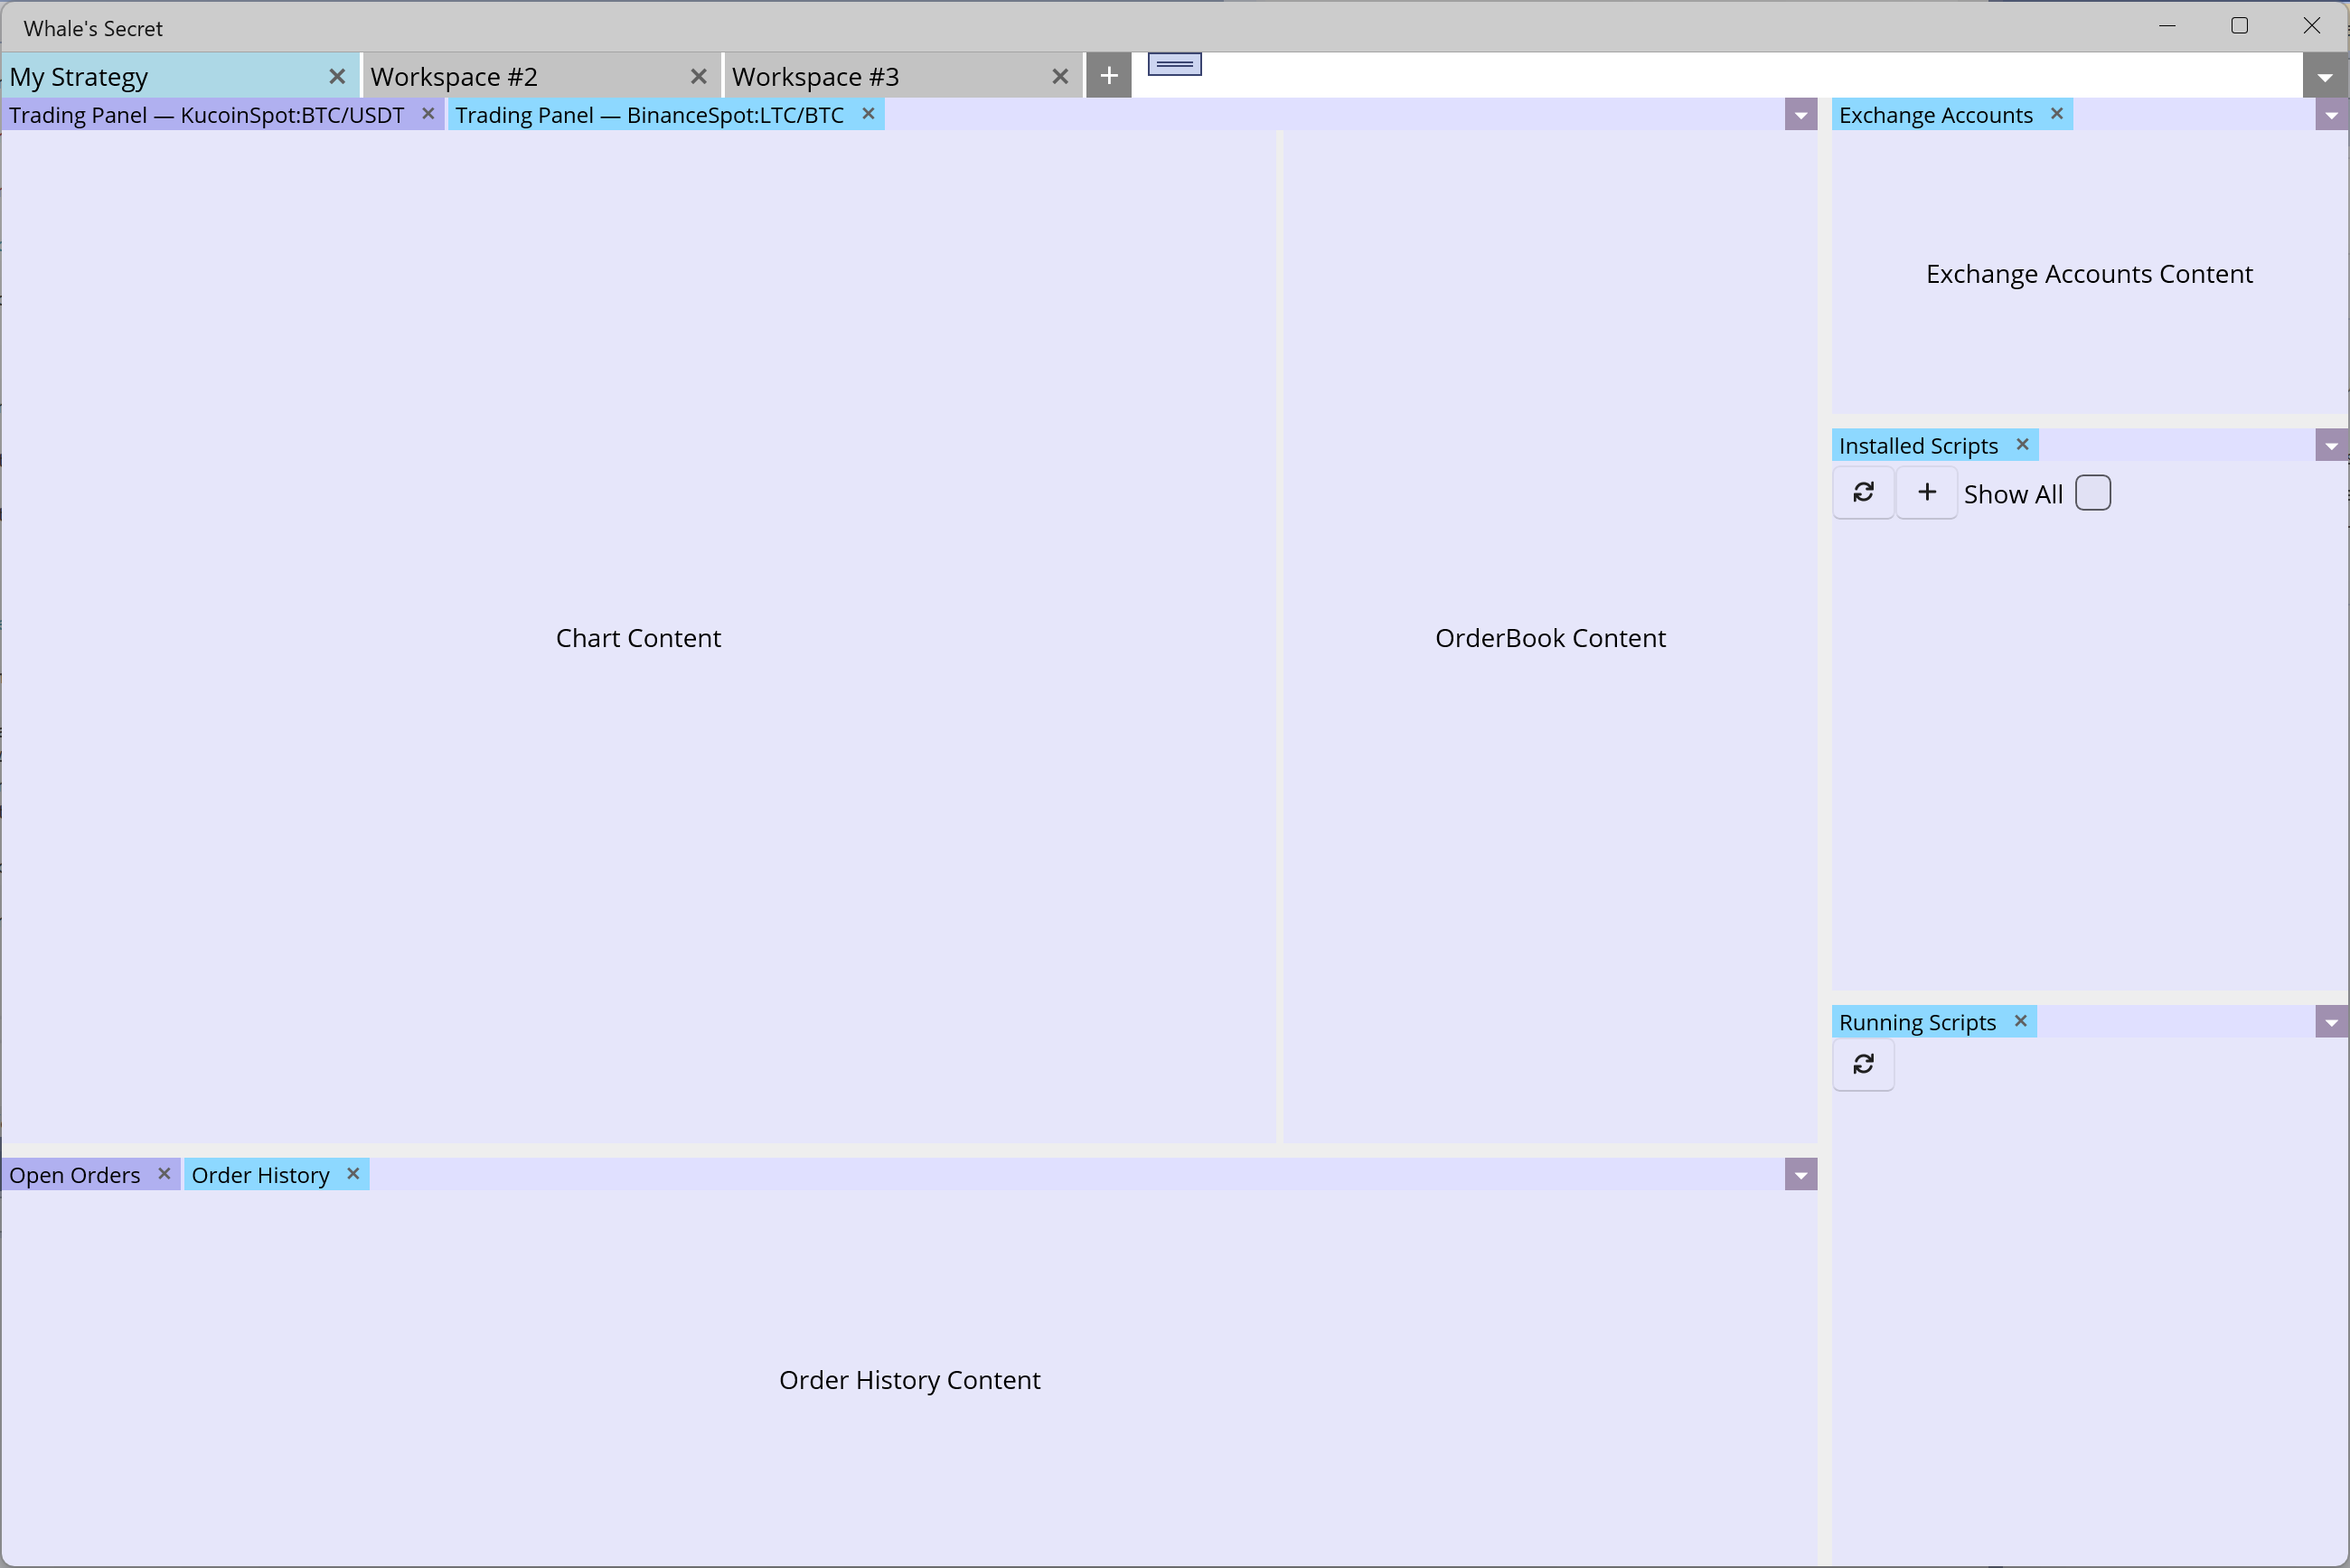 Whale's Secret
My Strategy
Workspace #2
Workspace #3
Trading Panel — KucoinSpot:BTC/USDT
Trading Panel — BinanceSpot:LTC/BTC
Exchange Accounts
Exchange Accounts Content
Installed Scripts
Show All
Chart Content
OrderBook Content
Running Scripts
Open Orders
Order History
Order History Content